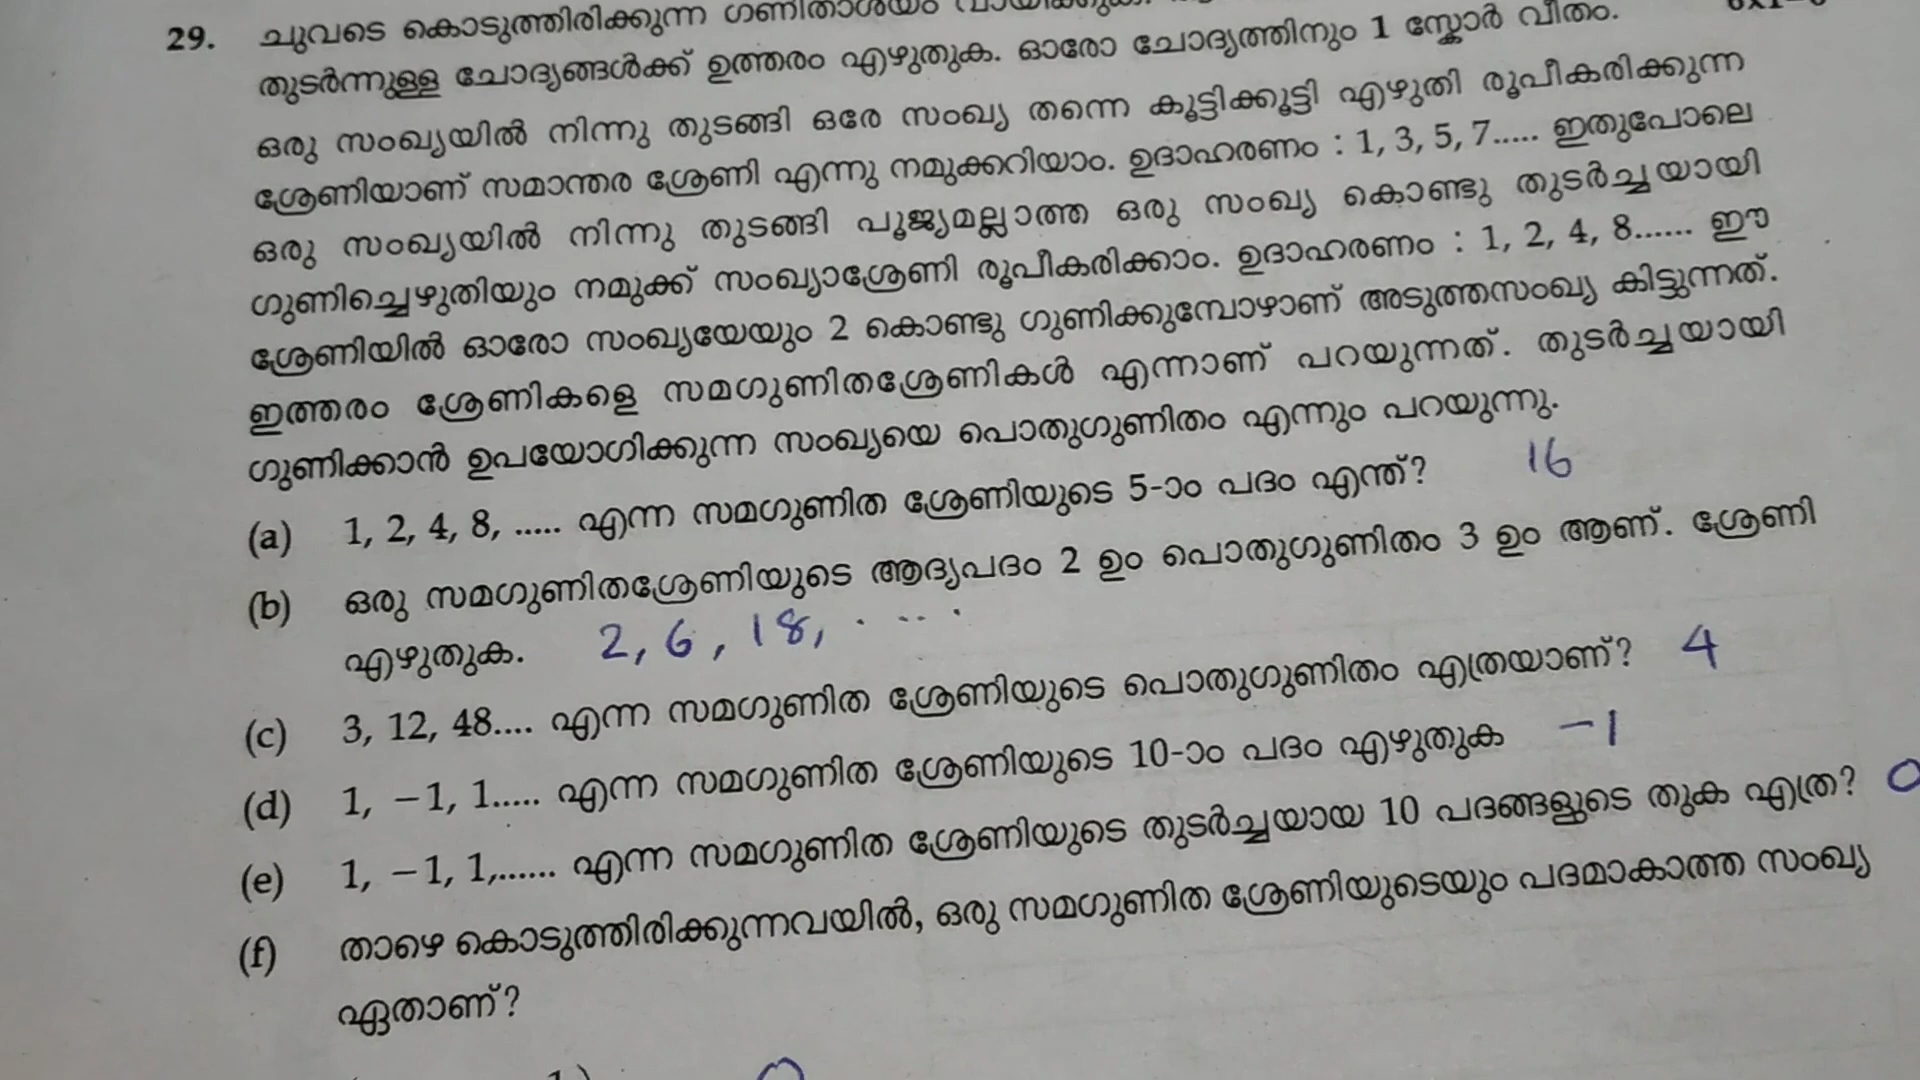 29. ചുവടെ കൊടുത്തിരിക്കുന്ന ഗണിതാശയം വായിക്കുക.
തുടർന്നുള്ള ചോദ്യങ്ങൾക്ക് ഉത്തരം എഴുതുക. ഓരോ ചോദ്യത്തിനും 1 സ്കോർ വീതം.
ഒരു സംഖ്യയിൽ നിന്നു തുടങ്ങി ഒരേ സംഖ്യ തന്നെ കൂട്ടിക്കൂട്ടി എഴുതി രൂപീകരിക്കുന്ന
ശ്രേണിയാണ് സമാന്തര ശ്രേണി എന്നു നമുക്കറിയാം. ഉദാഹരണം : 1, 3, 5, 7..... ഇതുപോലെ
ഒരു സംഖ്യയിൽ നിന്നു തുടങ്ങി പൂജ്യമല്ലാത്ത ഒരു സംഖ്യ കൊണ്ടു തുടർച്ചയായി
ഗുണിച്ചെഴുതിയും നമുക്ക് സംഖ്യാശ്രേണി രൂപീകരിക്കാം. ഉദാഹരണം : 1, 2, 4, 8...... ഈ
ശ്രേണിയിൽ ഓരോ സംഖ്യയേയും 2 കൊണ്ടു ഗുണിക്കുമ്പോഴാണ് അടുത്തസംഖ്യ കിട്ടുന്നത്.
ഇത്തരം ശ്രേണികളെ സമഗുണിതശ്രേണികൾ എന്നാണ് പറയുന്നത്. തുടർച്ചയായി
ഗുണിക്കാൻ ഉപയോഗിക്കുന്ന സംഖ്യയെ പൊതുഗുണിതം എന്നും പറയുന്നു.
(a) 1, 2, 4, 8, ..... എന്ന സമഗുണിത ശ്രേണിയുടെ 5-ാം പദം എന്ത്? 16
(b) ഒരു സമഗുണിതശ്രേണിയുടെ ആദ്യപദം 2 ഉം പൊതുഗുണിതം 3 ഉം ആണ്. ശ്രേണി
എഴുതുക. 2, 6, 18, .....
(c) 3, 12, 48.... എന്ന സമഗുണിത ശ്രേണിയുടെ പൊതുഗുണിതം എത്രയാണ്? 4
(d) 1, −1, 1..... എന്ന സമഗുണിത ശ്രേണിയുടെ 10-ാം പദം എഴുതുക −1
(e) 1, −1, 1,...... എന്ന സമഗുണിത ശ്രേണിയുടെ തുടർച്ചയായ 10 പദങ്ങളുടെ തുക എത്ര? 0
(f) താഴെ കൊടുത്തിരിക്കുന്നവയിൽ, ഒരു സമഗുണിത ശ്രേണിയുടെയും പദമാകാത്ത സംഖ്യ
ഏതാണ്?